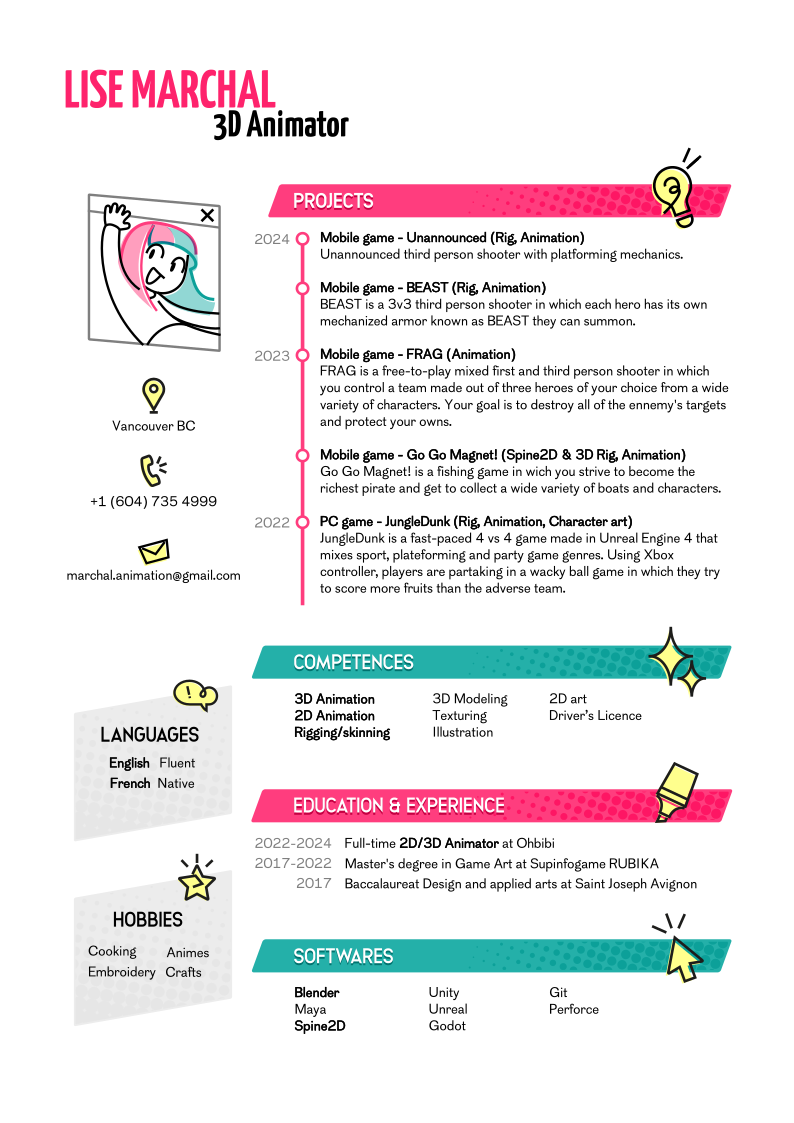 LISE MARCHAL
3D Animator
Vancouver BC
+1 (604) 735 4999
marchal.animation@gmail.com
PROJECTS
2024 Mobile game - Unannounced (Rig, Animation)
Unannounced third person shooter with platforming mechanics.
Mobile game - BEAST (Rig, Animation)
BEAST is a 3v3 third person shooter in which each hero has its own
mechanized armor known as BEAST they can summon.
2023 Mobile game - FRAG (Animation)
FRAG is a free-to-play mixed first and third person shooter in which
you control a team made out of three heroes of your choice from a wide
variety of characters. Your goal is to destroy all of the ennemy's targets
and protect your owns.
Mobile game - Go Go Magnet! (Spine2D & 3D Rig, Animation)
Go Go Magnet! is a fishing game in wich you strive to become the
richest pirate and get to collect a wide variety of boats and characters.
2022 PC game - JungleDunk (Rig, Animation, Character art)
JungleDunk is a fast-paced 4 vs 4 game made in Unreal Engine 4 that
mixes sport, plateforming and party game genres. Using Xbox
controller, players are partaking in a wacky ball game in which they try
to score more fruits than the adverse team.
COMPETENCES
3D Animation 3D Modeling 2D art
2D Animation Texturing Driver's Licence
Rigging/skinning Illustration
LANGUAGES
English Fluent
French Native
EDUCATION & EXPERIENCE
2022-2024 Full-time 2D/3D Animator at Ohbibi
2017-2022 Master's degree in Game Art at Supinfogame RUBIKA
2017 Baccalaureat Design and applied arts at Saint Joseph Avignon
HOBBIES
Cooking Animes
Embroidery Crafts
SOFTWARES
Blender Unity Git
Maya Unreal Perforce
Spine2D Godot